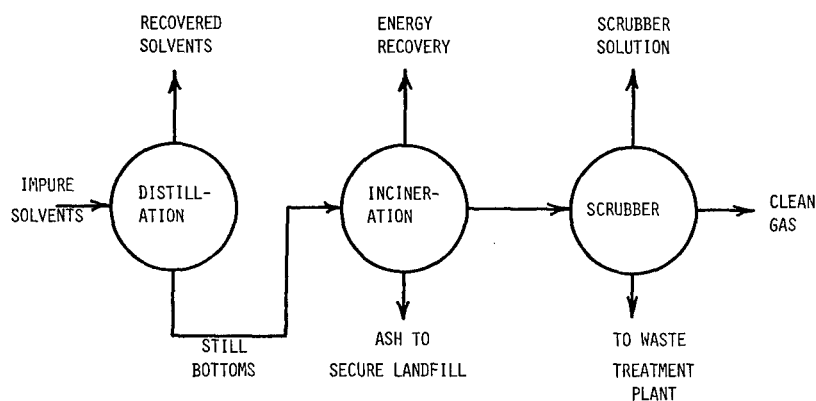 RECOVERED
SOLVENTS
ENERGY
RECOVERY
SCRUBBER
SOLUTION
IMPURE
SOLVENTS
DISTILL-
ATION
INCINER-
ATION
SCRUBBER
CLEAN
GAS
STILL
BOTTOMS
ASH TO
SECURE LANDFILL
TO WASTE
TREATMENT
PLANT